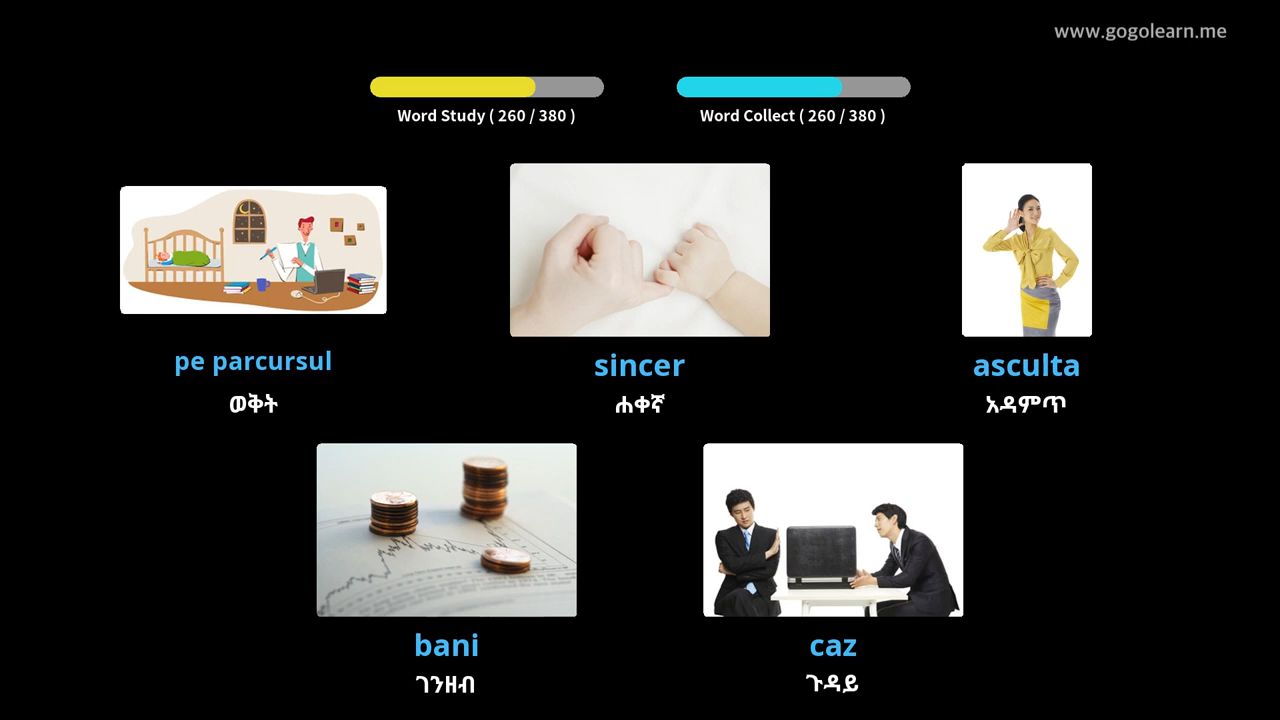 www.gogolearn.me
Word Study ( 260 / 380 )
Word Collect ( 260 / 380 )
pe parcursul
ወቅት
sincer
ሐቀኛ
asculta
አዳምጥ
bani
ገንዘብ
caz
ጉዳይ